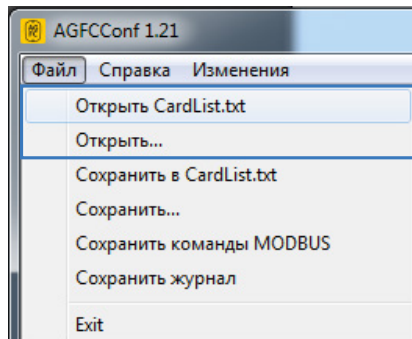 AGFCConf 1.21
Файл Справка Изменения
Открыть CardList.txt
Открыть...
Сохранить в CardList.txt
Сохранить...
Сохранить команды MODBUS
Сохранить журнал
Exit